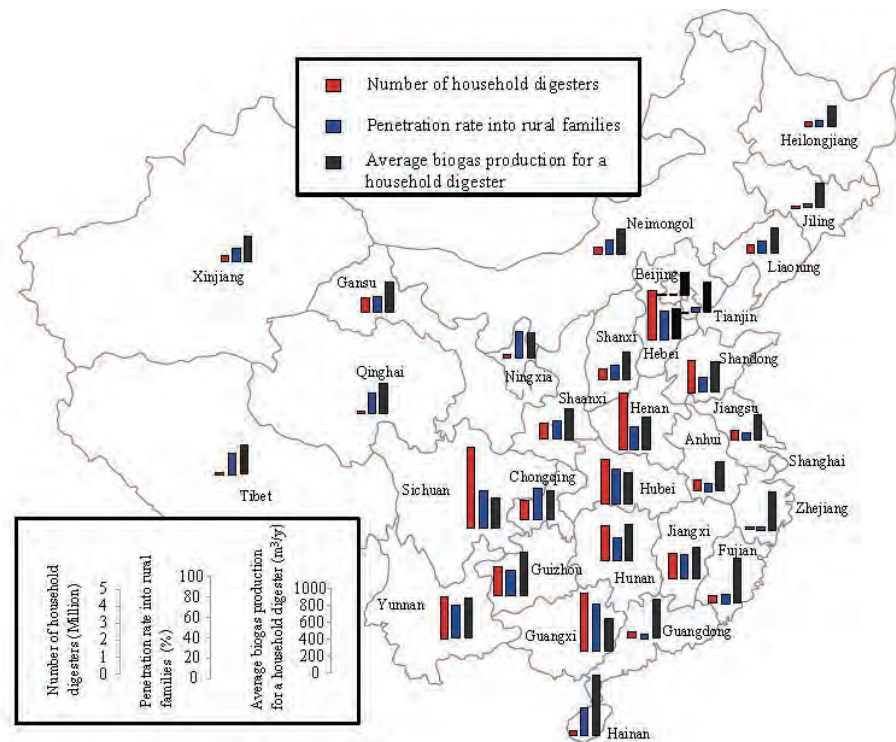 Number of household digesters
Penetration rate into rural families
Average biogas production for a
household digester
Heilongjiang
Jiling
Liaoning
Neimongol
Xinjiang
Gansu
Beijing
Tianjin
Shanxi
Hebei
Shandong
Ningxia
Qinghai
Shaanxi
Henan
Jiangsu
Anhui
Shanghai
Tibet
Sichuan
Chongqing
Hubei
Zhejiang
Jiangxi
Fujian
Guizhou
Hunan
Yunnan
Guangxi
Guangdong
Hainan
Number of household
digesters (Million)
5
4
3
2
1
0
Penetration rate into rural
families (%)
100
80
60
40
20
0
Average biogas production
for a household digester (m³/y)
1000
800
600
400
200
0